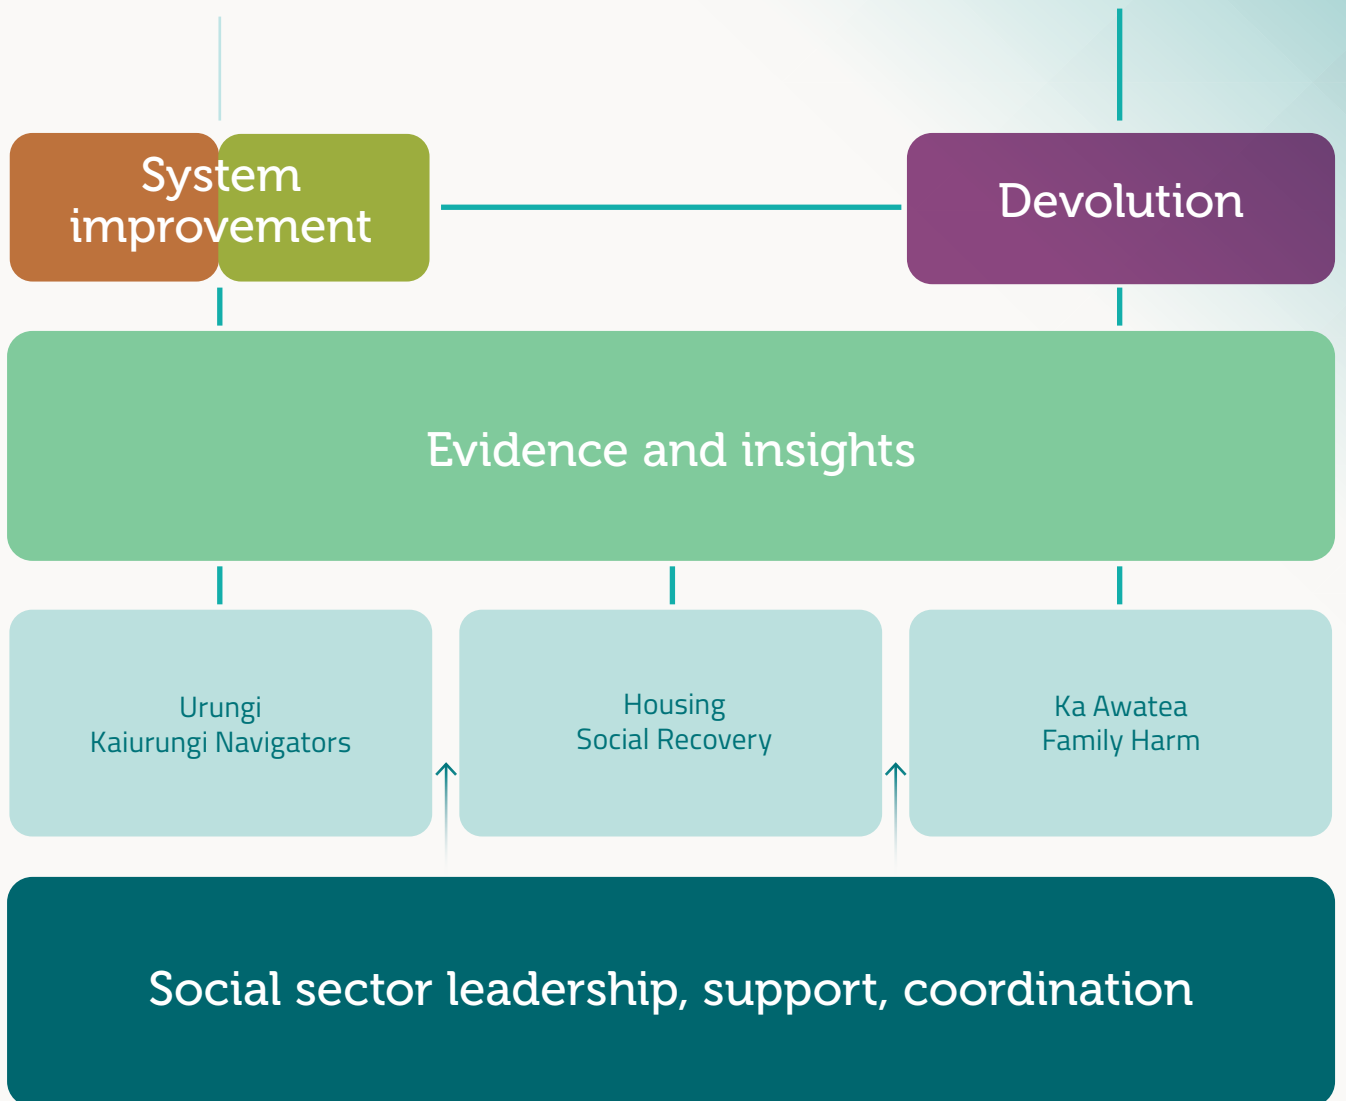 System
improvement
Devolution
Evidence and insights
Urungi
Kaiurungi Navigators
Housing
Social Recovery
Ka Awatea
Family Harm
Social sector leadership, support, coordination